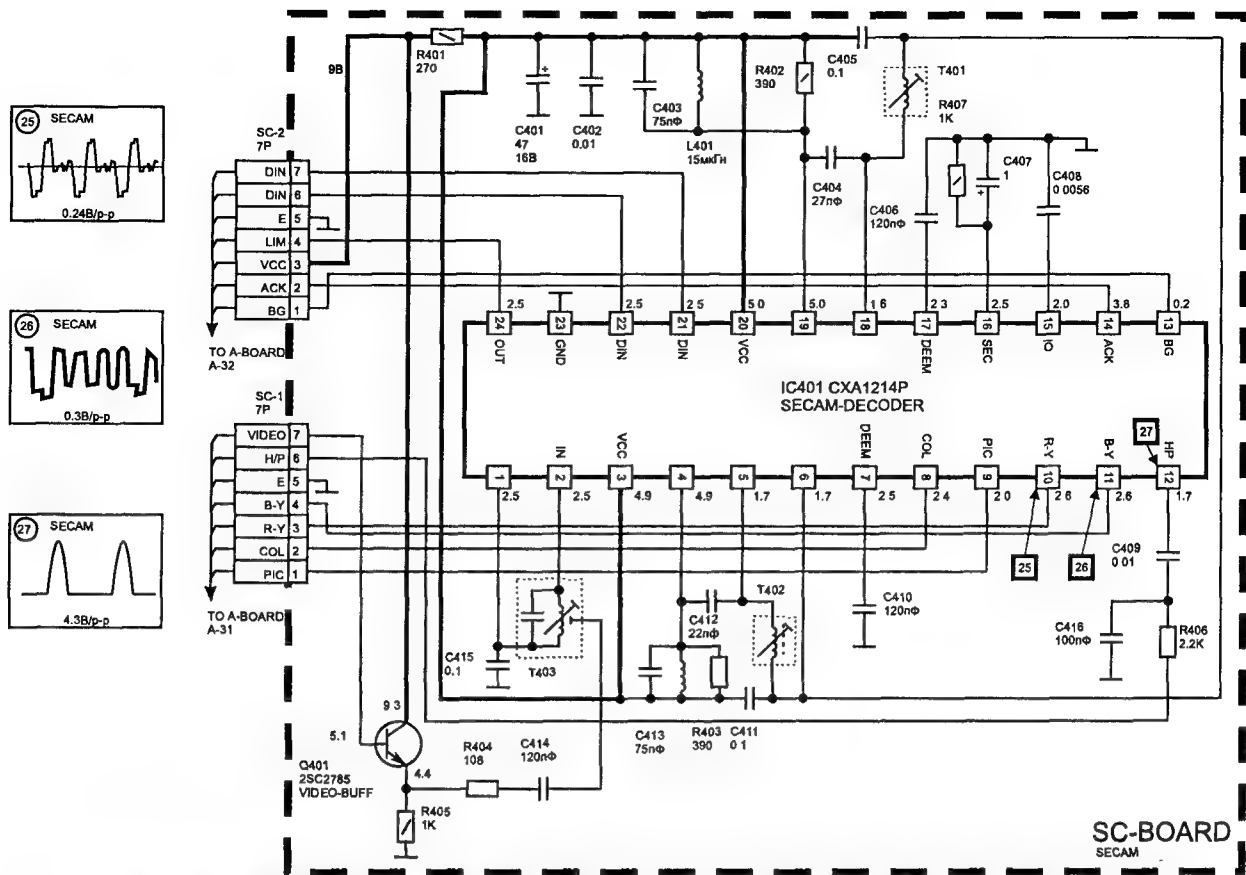 25 SECAM
0.24В/p-p
26 SECAM
0.3В/p-p
27 SECAM
4.3В/p-p
SC-2
7P
DIN 7
DIN 6
E 5
LIM 4
VCC 3
ACK 2
BG 1
TO A-BOARD
A-32
SC-1
7P
VIDEO 7
H/P 6
E 5
B-Y 4
R-Y 3
COL 2
PIC 1
TO A-BOARD
A-31
9В
R401
270
C401
47
16В
C402
0.01
C403
75пФ
L401
15мкГн
R402
390
C405
0.1
T401
R407
1K
C404
27пФ
C406
120пФ
C407
1
C408
0 0056
2.5
2.5
2.5
5 0
5.0
1 6
2 3
2.5
2.0
3.8
0.2
24 OUT
23 GND
22 DIN
21 DIN
20 VCC
19
18
17 DEEM
16 SEC
15 IO
14 ACK
13 BG
IC401 CXA1214P
SECAM-DECODER
1
IN 2
VCC 3
4
5
6
DEEM 7
COL 8
PIC 9
R-Y 10
B-Y 11
HP 12
27
2.5
2.5
4.9
4.9
1.7
1.7
2 5
2 4
2 0
2 6
2.6
1.7
25
26
C409
0 01
C416
100пФ
R406
2.2K
C410
120пФ
T402
C412
22пФ
T403
C415
0.1
C413
75пФ
R403
390
C411
0 1
9 3
5.1
4.4
Q401
2SC2785
VIDEO-BUFF
R404
108
C414
120пФ
R405
1K
SC-BOARD
SECAM